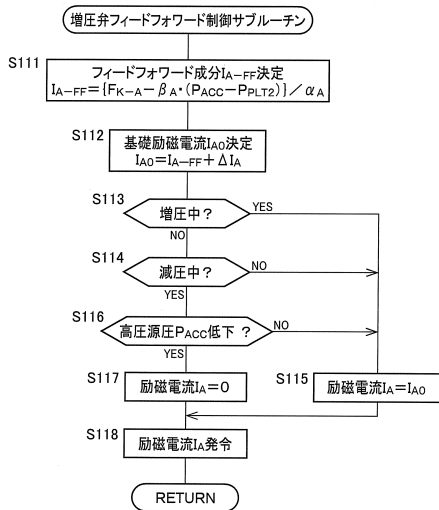 増圧弁フィードフォワード制御サブルーチン
S111
フィードフォワード成分IA-FF決定
IA-FF={FK-A-βA・(PACC-PPLT2)}/αA
S112
基礎励磁電流IA0決定
IA0=IA-FF+ΔIA
S113
増圧中?
YES
NO
S114
減圧中?
NO
YES
S116
高圧源圧PACC低下 ?
NO
YES
S117
励磁電流IA=0
S115
励磁電流IA=IA0
S118
励磁電流IA発令
RETURN